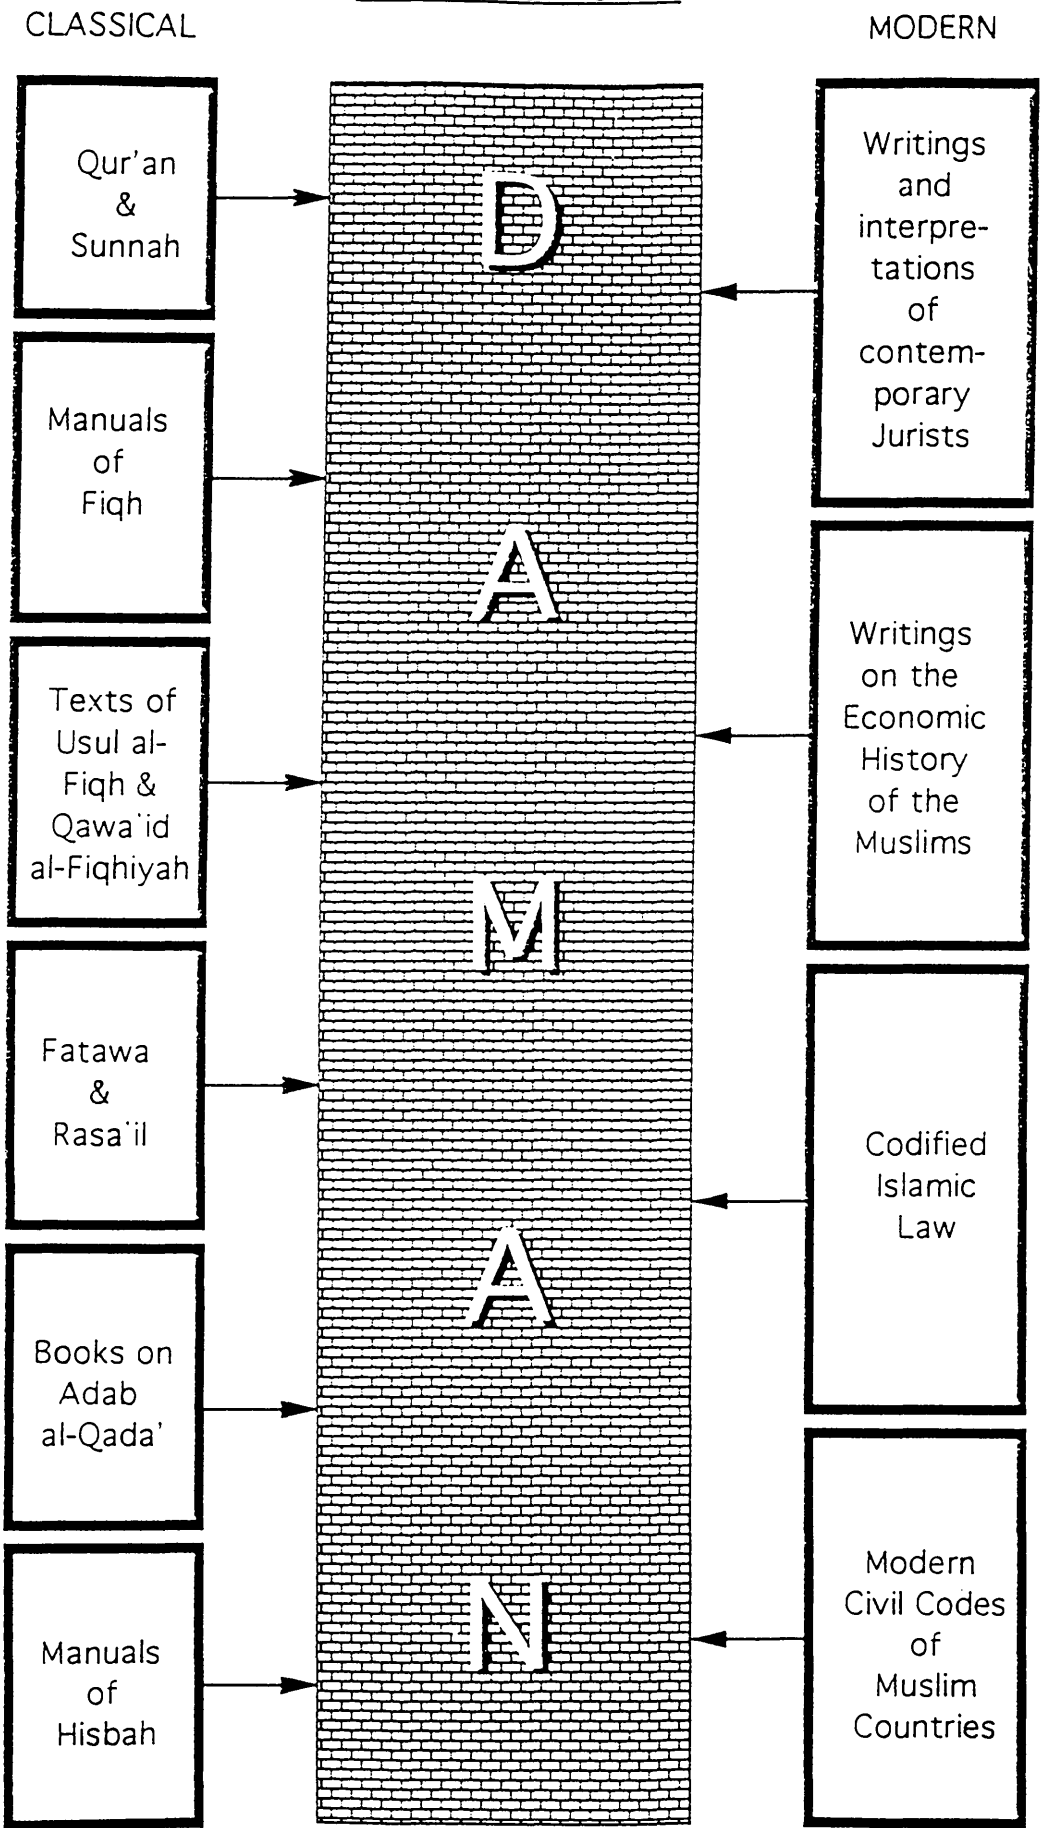 CLASSICAL
Qur'an
&
Sunnah
Manuals
of
Fiqh
Texts of
Usul al-
Fiqh &
Qawa'id
al-Fiqhiyah
Fatawa
&
Rasa'il
Books on
Adab
al-Qada'
Manuals
of
Hisbah
D
A
M
A
N
MODERN
Writings
and
interpre-
tations
of
contem-
porary
Jurists
Writings
on the
Economic
History
of the
Muslims
Codified
Islamic
Law
Modern
Civil Codes
of
Muslim
Countries